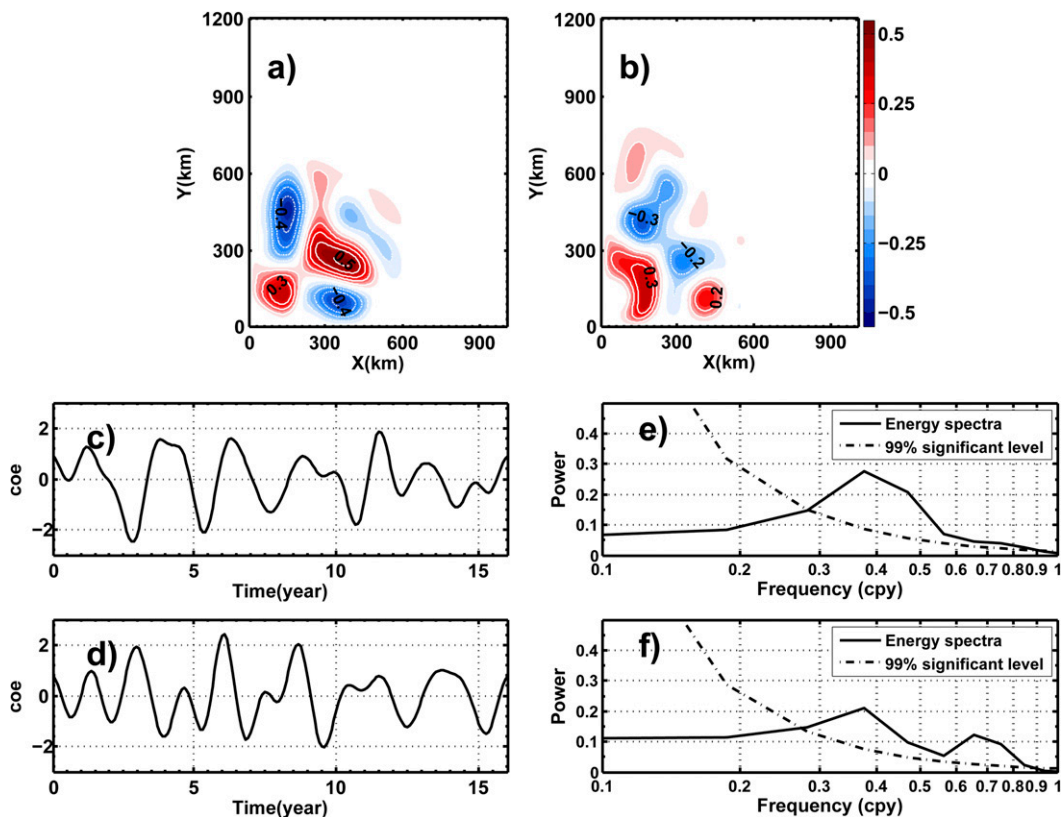 1200
900
600
300
0
Y(km)
a)
−0.4
0.5
0.3
−0.4
0 300 600 900
X(km)
1200
900
600
300
0
Y(km)
b)
−0.3
−0.2
0.3
0.2
0 300 600 900
X(km)
0.5
0.25
0
−0.25
−0.5
c)
coe
2
0
−2
0 5 10 15
Time(year)
e)
Power
0.4
0.3
0.2
0.1
0
Energy spectra
99% significant level
0.1 0.2 0.3 0.4 0.5 0.6 0.7 0.8 0.9 1
Frequency (cpy)
d)
coe
2
0
−2
0 5 10 15
Time(year)
f)
Power
0.4
0.3
0.2
0.1
0
Energy spectra
99% significant level
0.1 0.2 0.3 0.4 0.5 0.6 0.7 0.8 0.9 1
Frequency (cpy)